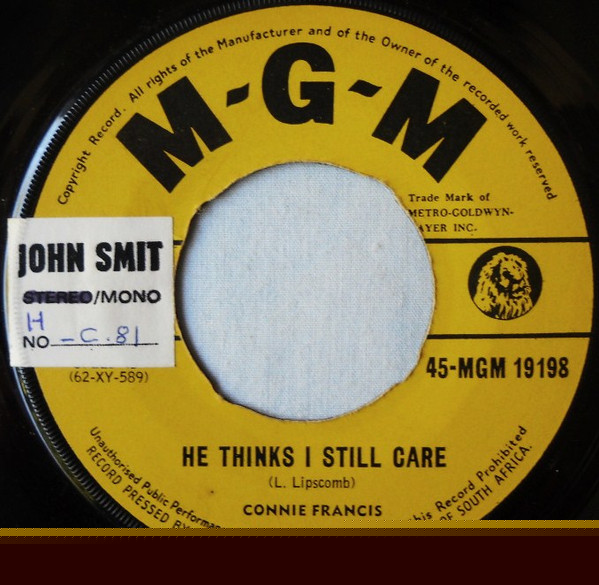 Copyright Record. All rights of the Manufacturer and of the Owner of the recorded work reserved
M-G-M
Trade Mark of
METRO-GOLDWYN-
MAYER INC.
JOHN SMIT
STEREO/MONO
H
NO -C.81
(62-XY-589)
45-MGM 19198
HE THINKS I STILL CARE
(L. Lipscomb)
CONNIE FRANCIS
Unauthorised Public Performa
this Record Prohibited
RECORD PRESSED BY
OF SOUTH AFRICA.